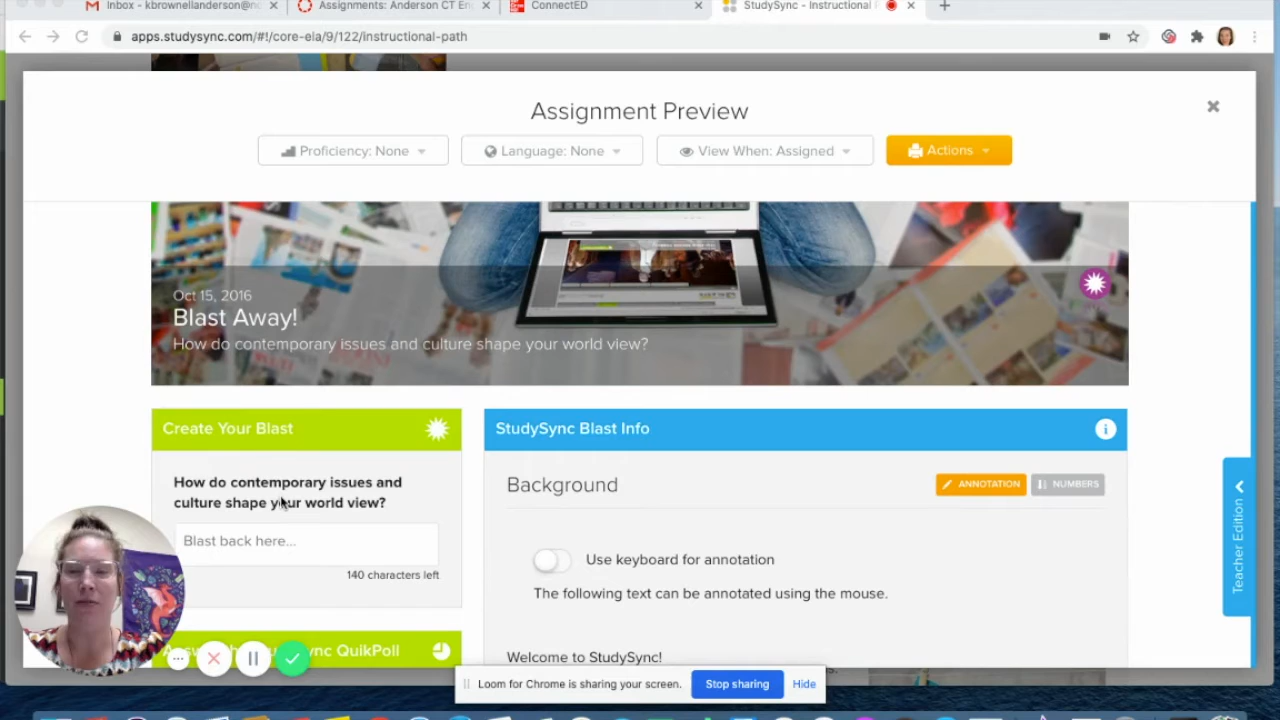 Inbox - kbrownellanderson@n
Assignments: Anderson CT En
ConnectED
StudySync - Instructional
apps.studysync.com/#!/core-ela/9/122/instructional-path
Assignment Preview
Proficiency: None
Language: None
View When: Assigned
Actions
Oct 15, 2016
Blast Away!
How do contemporary issues and culture shape your world view?
Create Your Blast
How do contemporary issues and
culture shape your world view?
Blast back here...
140 characters left
QuikPoll
StudySync Blast Info
Background
ANNOTATION
NUMBERS
Use keyboard for annotation
The following text can be annotated using the mouse.
Welcome to StudySync!
Teacher Edition
Loom for Chrome is sharing your screen.
Stop sharing
Hide